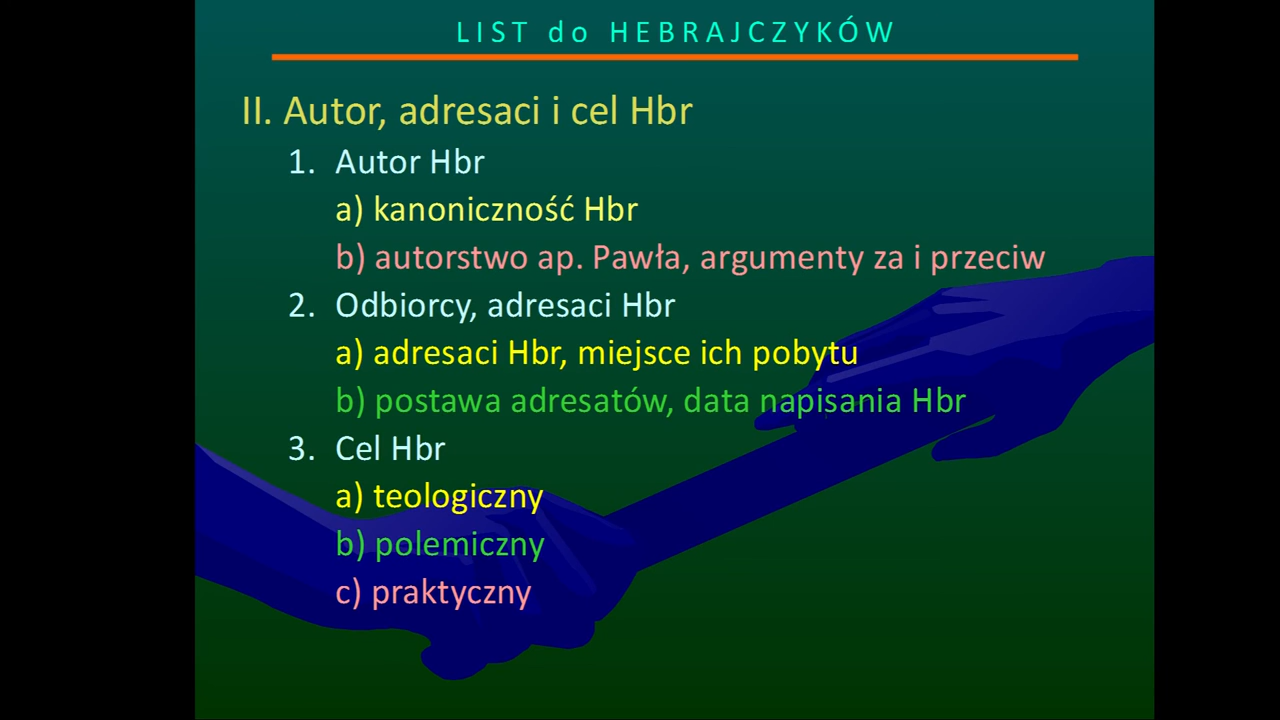 LIST do HEBRAJCZYKÓW
II. Autor, adresaci i cel Hbr
1. Autor Hbr
a) kanoniczność Hbr
b) autorstwo ap. Pawła, argumenty za i przeciw
2. Odbiorcy, adresaci Hbr
a) adresaci Hbr, miejsce ich pobytu
b) postawa adresatów, data napisania Hbr
3. Cel Hbr
a) teologiczny
b) polemiczny
c) praktyczny